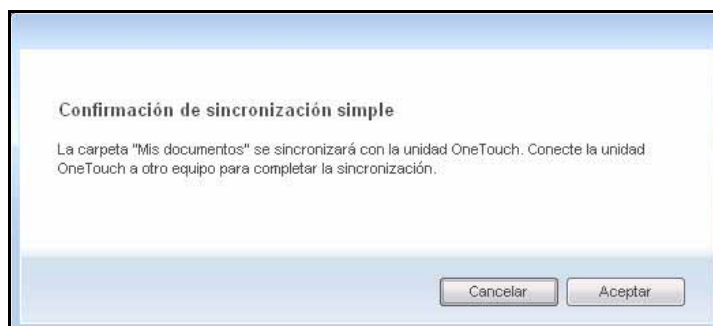 Confirmación de sincronización simple
La carpeta "Mis documentos" se sincronizará con la unidad OneTouch. Conecte la unidad
OneTouch a otro equipo para completar la sincronización.
Cancelar
Aceptar